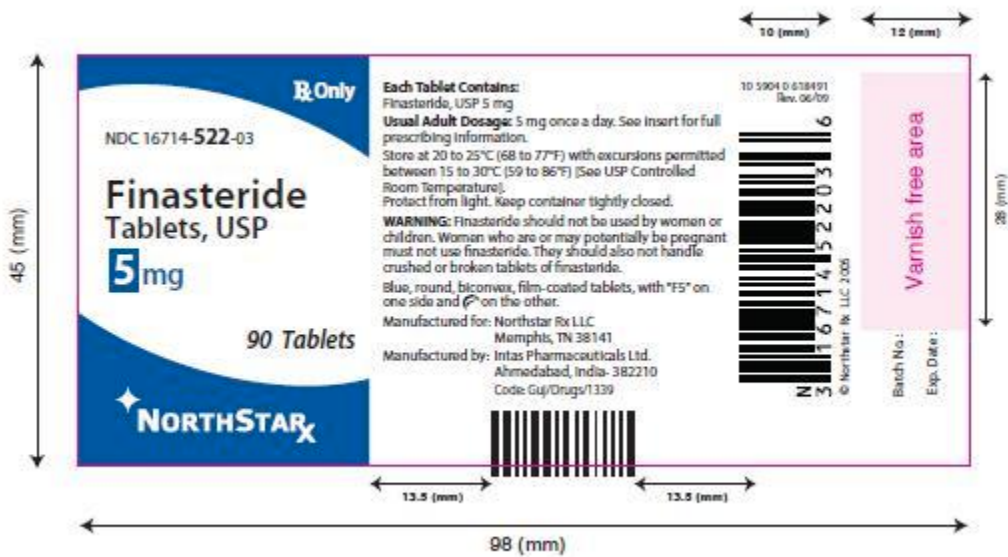 10 (mm)
12 (mm)
45 (mm)
Rx Only
NDC 16714-522-03
Finasteride
Tablets, USP
5 mg
90 Tablets
NORTHSTARX
Each Tablet Contains:
Finasteride, USP 5 mg
Usual Adult Dosage: 5 mg once a day. See insert for full
prescribing information.
Store at 20 to 25°C (68 to 77°F) with excursions permitted
between 15 to 30°C (59 to 86°F) [See USP Controlled
Room Temperature].
Protect from light. Keep container tightly closed.
WARNING: Finasteride should not be used by women or
children. Women who are or may potentially be pregnant
must not use finasteride. They should also not handle
crushed or broken tablets of finasteride.
Blue, round, biconvex, film-coated tablets, with "F5" on
one side and on the other.
Manufactured for: Northstar Rx LLC
Memphis, TN 38141
Manufactured by: Intas Pharmaceuticals Ltd.
Ahmedabad, India- 382210
Code: Guj/Drugs/1339
10 5904 0 618491
Rev. 06/09
N 3 16714 52203 6
© Northstar Rx LLC 2005
Varnish free area
Batch No.:
Exp. Date:
28 (mm)
13.5 (mm)
13.5 (mm)
98 (mm)